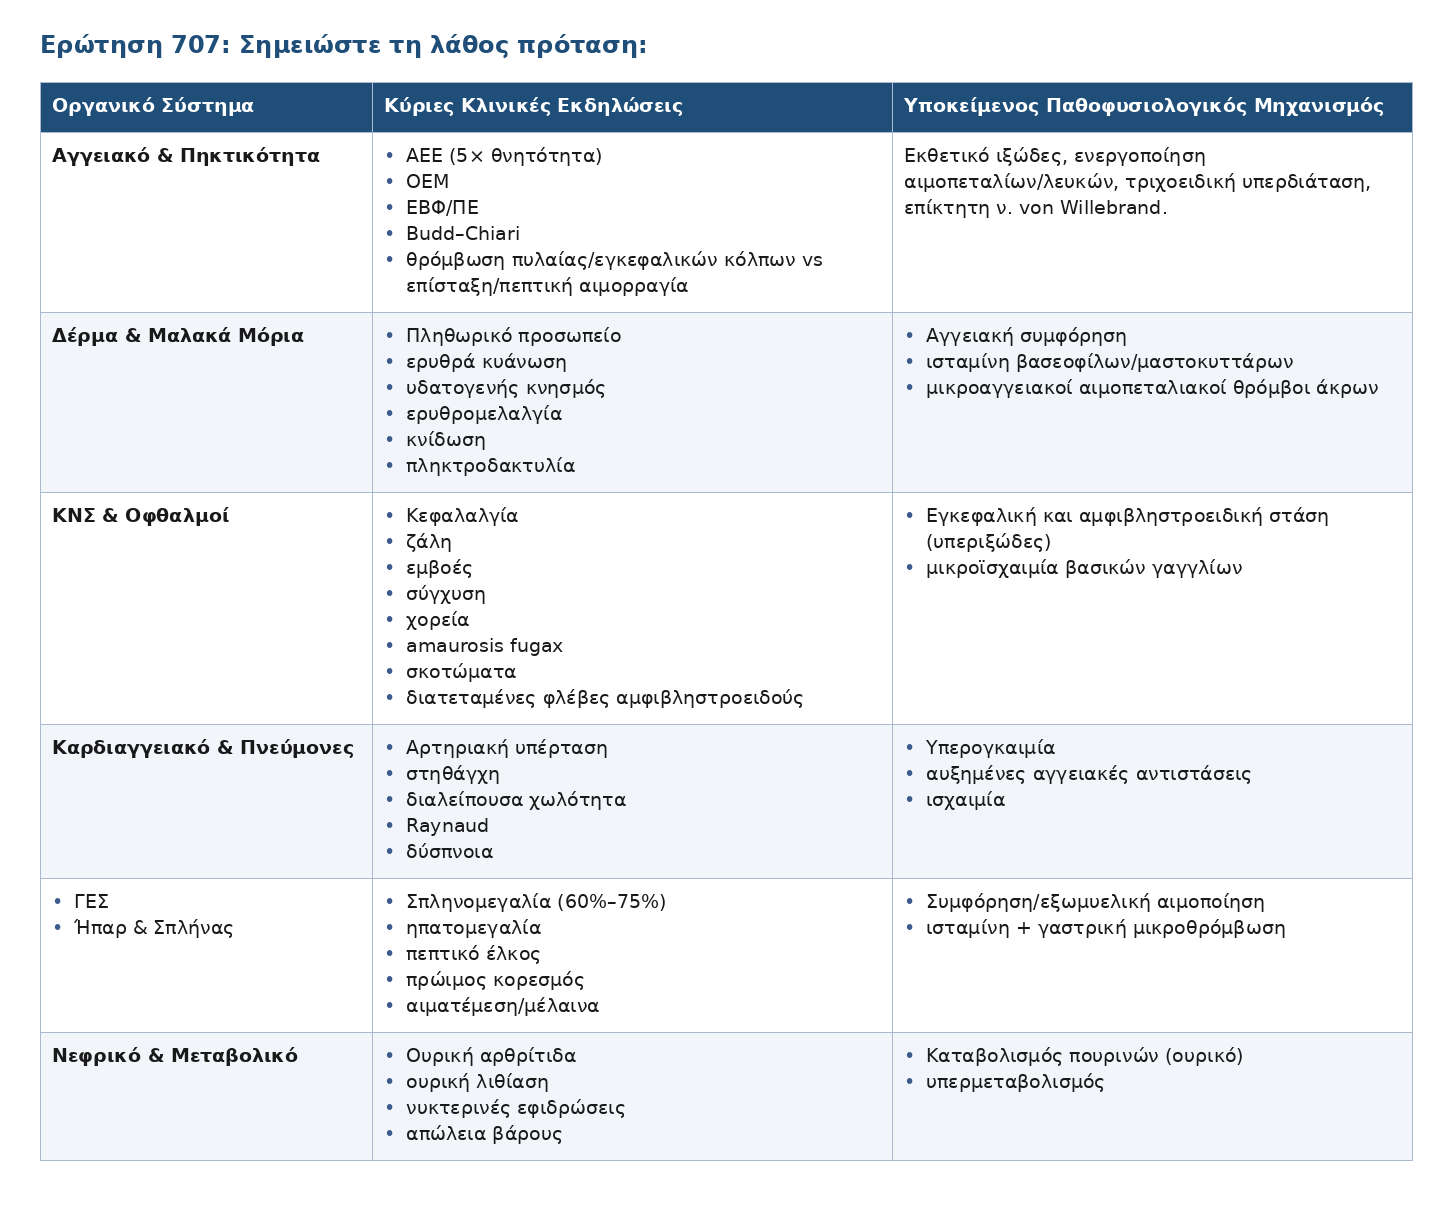 Ερώτηση 707: Σημειώστε τη λάθος πρόταση:
Οργανικό Σύστημα
Κύριες Κλινικές Εκδηλώσεις
Υποκείμενος Παθοφυσιολογικός Μηχανισμός
Αγγειακό & Πηκτικότητα
• ΑΕΕ (5× θνητότητα)
• ΟΕΜ
• ΕΒΦ/ΠΕ
• Budd–Chiari
• θρόμβωση πυλαίας/εγκεφαλικών κόλπων vs
επίσταξη/πεπτική αιμορραγία
Εκθετικό ιξώδες, ενεργοποίηση
αιμοπεταλίων/λευκών, τριχοειδική υπερδιάταση,
επίκτητη ν. von Willebrand.
Δέρμα & Μαλακά Μόρια
• Πληθωρικό προσωπείο
• ερυθρά κυάνωση
• υδατογενής κνησμός
• ερυθρομελαλγία
• κνίδωση
• πληκτροδακτυλία
• Αγγειακή συμφόρηση
• ισταμίνη βασεοφίλων/μαστοκυττάρων
• μικροαγγειακοί αιμοπεταλιακοί θρόμβοι άκρων
ΚΝΣ & Οφθαλμοί
• Κεφαλαλγία
• ζάλη
• εμβοές
• σύγχυση
• χορεία
• amaurosis fugax
• σκοτώματα
• διατεταμένες φλέβες αμφιβληστροειδούς
• Εγκεφαλική και αμφιβληστροειδική στάση
(υπεριξώδες)
• μικροϊσχαιμία βασικών γαγγλίων
Καρδιαγγειακό & Πνεύμονες
• Αρτηριακή υπέρταση
• στηθάγχη
• διαλείπουσα χωλότητα
• Raynaud
• δύσπνοια
• Υπερογκαιμία
• αυξημένες αγγειακές αντιστάσεις
• ισχαιμία
• ΓΕΣ
• Ήπαρ & Σπλήνας
• Σπληνομεγαλία (60%–75%)
• ηπατομεγαλία
• πεπτικό έλκος
• πρώιμος κορεσμός
• αιματέμεση/μέλαινα
• Συμφόρηση/εξωμυελική αιμοποίηση
• ισταμίνη + γαστρική μικροθρόμβωση
Νεφρικό & Μεταβολικό
• Ουρική αρθρίτιδα
• ουρική λιθίαση
• νυκτερινές εφιδρώσεις
• απώλεια βάρους
• Καταβολισμός πουρινών (ουρικό)
• υπερμεταβολισμός